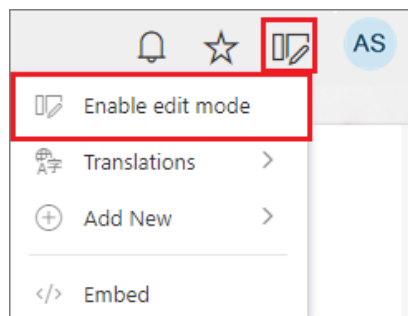 AS
Enable edit mode
Translations
Add New
Embed